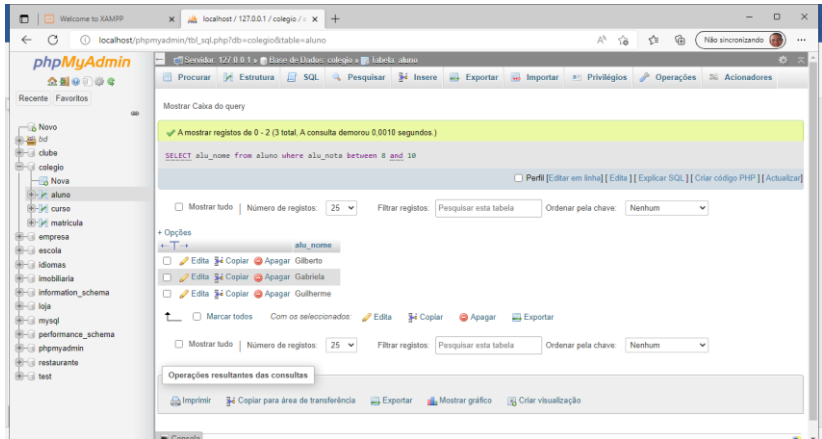 Welcome to XAMPP
localhost / 127.0.0.1 / colegio /
localhost/phpmyadmin/tbl_sql.php?db=colegio&table=aluno
Não sincronizando
phpMyAdmin
Recente Favoritos
Novo
bd
clube
colegio
Nova
aluno
curso
matricula
empresa
escola
idiomas
imobiliaria
information_schema
loja
mysql
performance_schema
phpmyadmin
restaurante
test
Servidor: 127.0.0.1 » Base de Dados: colegio » Tabela: aluno
Procurar Estrutura SQL Pesquisar Insere Exportar Importar Privilégios Operações Acionadores
Mostrar Caixa do query
A mostrar registos de 0 - 2 (3 total, A consulta demorou 0,0010 segundos.)
SELECT alu_nome from aluno where alu_nota between 8 and 10
Perfil [Editar em linha] [ Edita ] [ Explicar SQL ] [ Criar código PHP ] [ Actualizar]
Mostrar tudo | Número de registos: 25 Filtrar registos: Pesquisar esta tabela Ordenar pela chave: Nenhum
+ Opções
alu_nome
Edita Copiar Apagar Gilberto
Edita Copiar Apagar Gabriela
Edita Copiar Apagar Guilherme
Marcar todos Com os seleccionados: Edita Copiar Apagar Exportar
Mostrar tudo | Número de registos: 25 Filtrar registos: Pesquisar esta tabela Ordenar pela chave: Nenhum
Operações resultantes das consultas
Imprimir Copiar para área de transferência Exportar Mostrar gráfico Criar visualização
Consola